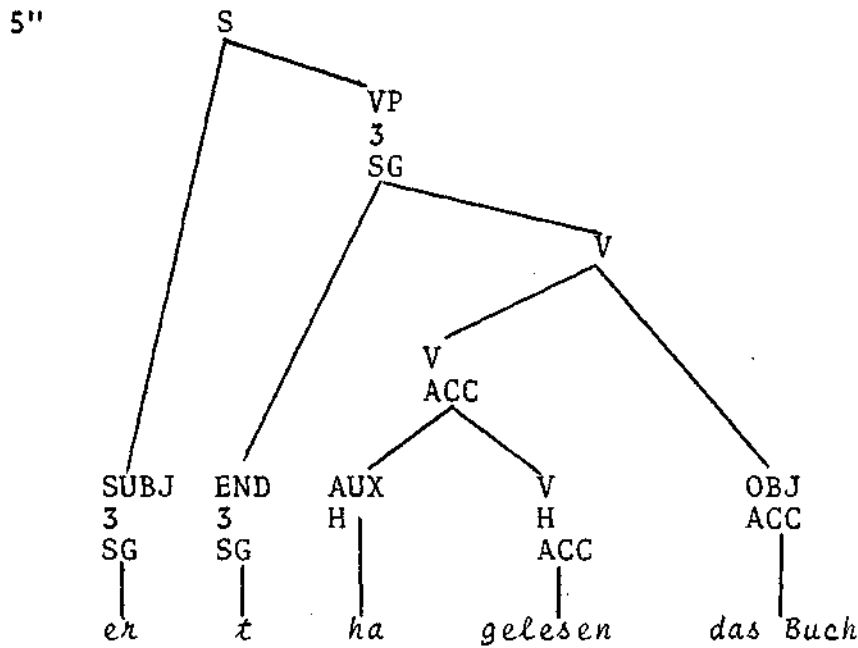 5" S
VP
3
SG
V
V
ACC
SUBJ END AUX V OBJ
3 3 H H ACC
SG SG ACC
er t ha gelesen das Buch